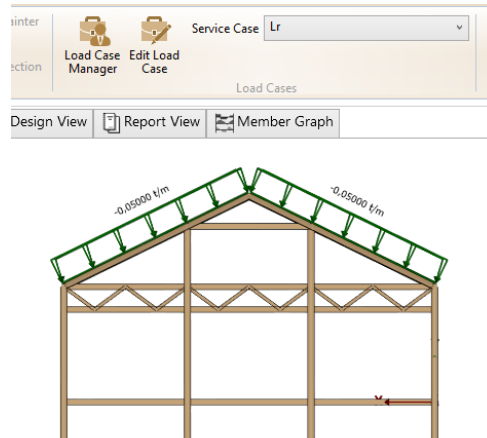 ainter
ection
Load Case
Manager
Edit Load
Case
Service Case Lr
Load Cases
Design View Report View Member Graph
-0,05000 t/m
-0,05000 t/m